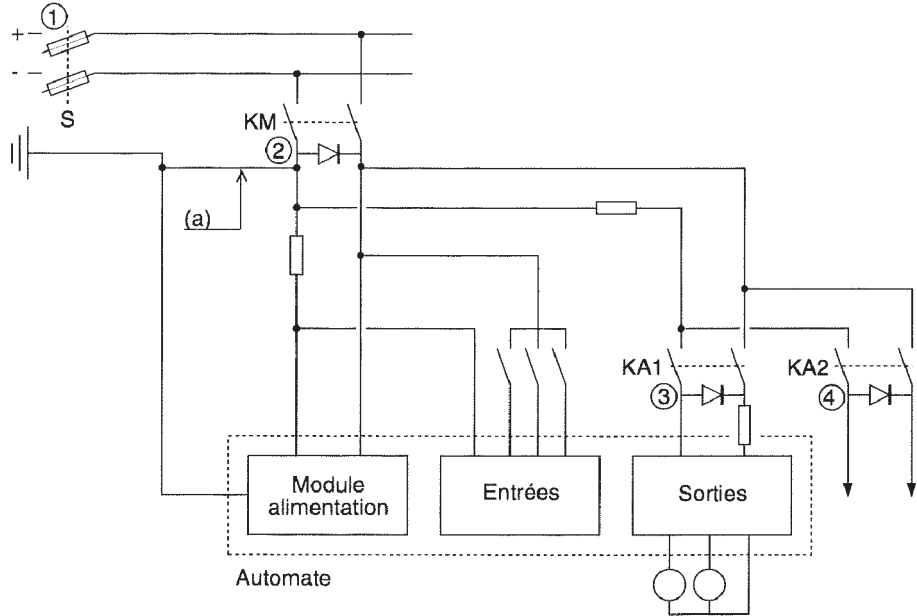 1
+
-
S
KM
2
(a)
KA1
KA2
3
4
Module
alimentation
Entrées
Sorties
Automate